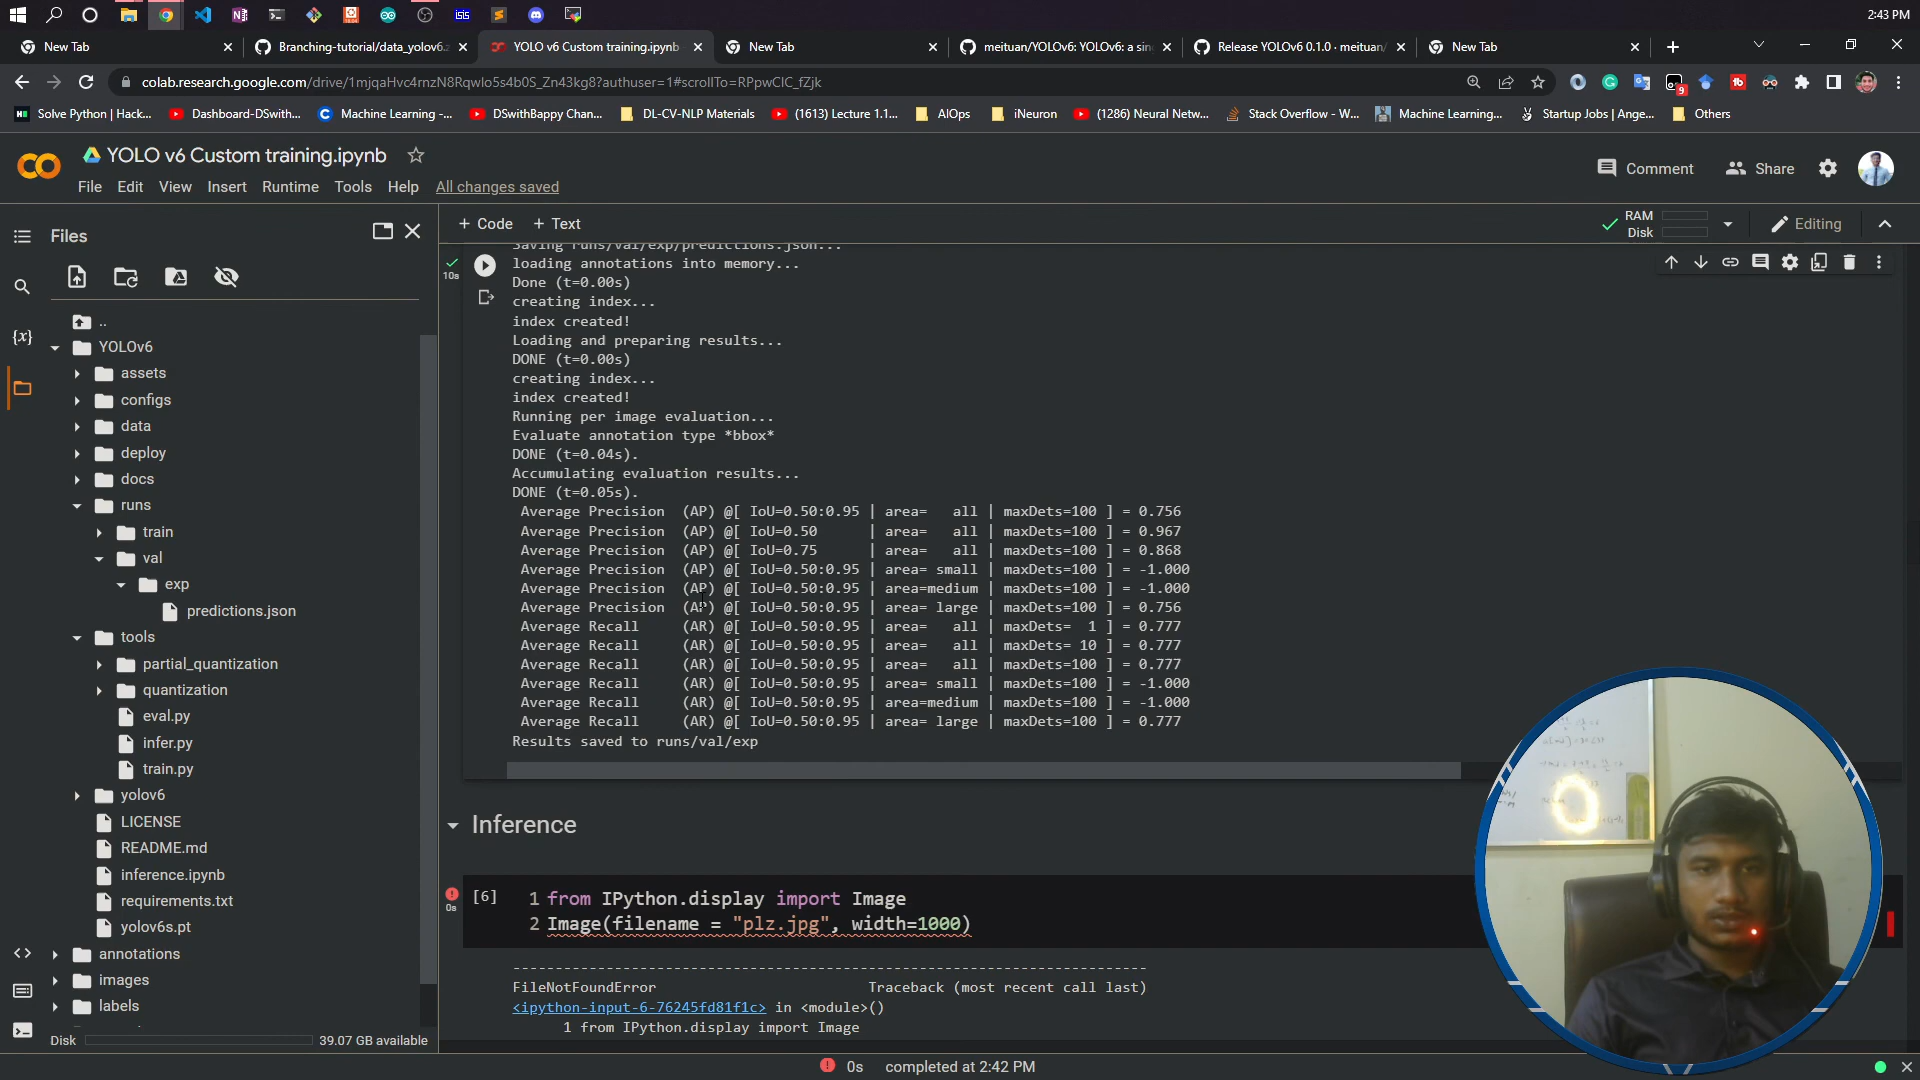 2:43 PM
New Tab
Branching-tutorial/data_yolov6.
YOLO v6 Custom training.ipynb
New Tab
meituan/YOLOv6: YOLOv6: a sin
Release YOLOv6 0.1.0 · meituan/
New Tab
colab.research.google.com/drive/1mjqaHvc4rnzN8Rqwlo5s4b0S_Zn43kg8?authuser=1#scrollTo=RPpwClC_fZjk
Solve Python | Hack...
Dashboard-DSwith...
Machine Learning -...
DSwithBappy Chan...
DL-CV-NLP Materials
(1613) Lecture 1.1...
AIOps
iNeuron
(1286) Neural Netw...
Stack Overflow - W...
Machine Learning...
Startup Jobs | Ange...
Others
YOLO v6 Custom training.ipynb
Comment
Share
File Edit View Insert Runtime Tools Help All changes saved
Files
+ Code + Text
RAM
Disk
Editing
..
YOLOv6
assets
configs
data
deploy
docs
runs
train
val
exp
predictions.json
tools
partial_quantization
quantization
eval.py
infer.py
train.py
yolov6
LICENSE
README.md
inference.ipynb
requirements.txt
yolov6s.pt
annotations
images
labels
Disk 39.07 GB available
10s
Saving runs/val/exp/predictions.json...
loading annotations into memory...
Done (t=0.00s)
creating index...
index created!
Loading and preparing results...
DONE (t=0.00s)
creating index...
index created!
Running per image evaluation...
Evaluate annotation type *bbox*
DONE (t=0.04s).
Accumulating evaluation results...
DONE (t=0.05s).
Average Precision (AP) @[ IoU=0.50:0.95 | area= all | maxDets=100 ] = 0.756
Average Precision (AP) @[ IoU=0.50 | area= all | maxDets=100 ] = 0.967
Average Precision (AP) @[ IoU=0.75 | area= all | maxDets=100 ] = 0.868
Average Precision (AP) @[ IoU=0.50:0.95 | area= small | maxDets=100 ] = -1.000
Average Precision (AP) @[ IoU=0.50:0.95 | area=medium | maxDets=100 ] = -1.000
Average Precision (AP) @[ IoU=0.50:0.95 | area= large | maxDets=100 ] = 0.756
Average Recall (AR) @[ IoU=0.50:0.95 | area= all | maxDets= 1 ] = 0.777
Average Recall (AR) @[ IoU=0.50:0.95 | area= all | maxDets= 10 ] = 0.777
Average Recall (AR) @[ IoU=0.50:0.95 | area= all | maxDets=100 ] = 0.777
Average Recall (AR) @[ IoU=0.50:0.95 | area= small | maxDets=100 ] = -1.000
Average Recall (AR) @[ IoU=0.50:0.95 | area=medium | maxDets=100 ] = -1.000
Average Recall (AR) @[ IoU=0.50:0.95 | area= large | maxDets=100 ] = 0.777
Results saved to runs/val/exp
Inference
[6]
0s
1 from IPython.display import Image
2 Image(filename = "plz.jpg", width=1000)
---------------------------------------------------------------------------
FileNotFoundError Traceback (most recent call last)
<ipython-input-6-76245fd81f1c> in <module>()
1 from IPython.display import Image
0s completed at 2:42 PM